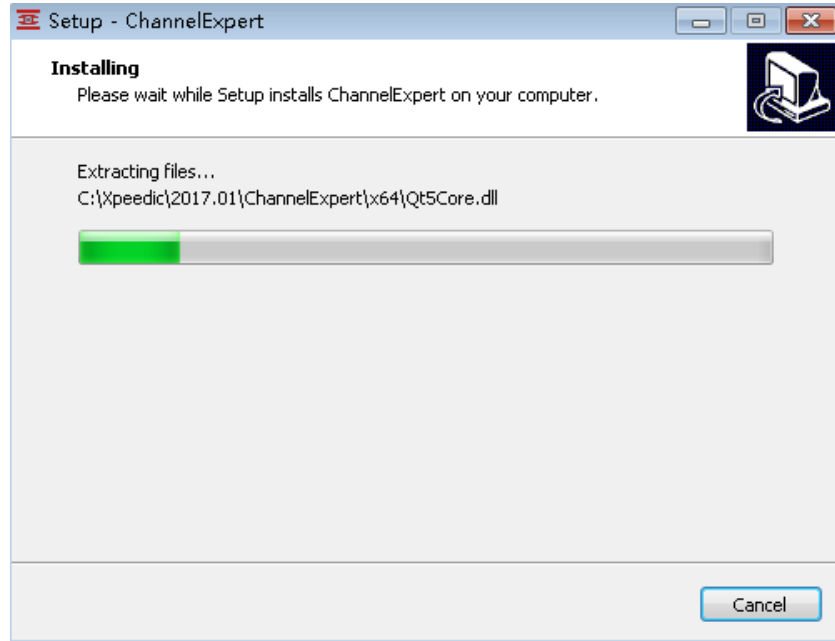 Setup - ChannelExpert
Installing
Please wait while Setup installs ChannelExpert on your computer.
Extracting files...
C:\Xpeedic\2017.01\ChannelExpert\x64\Qt5Core.dll
Cancel